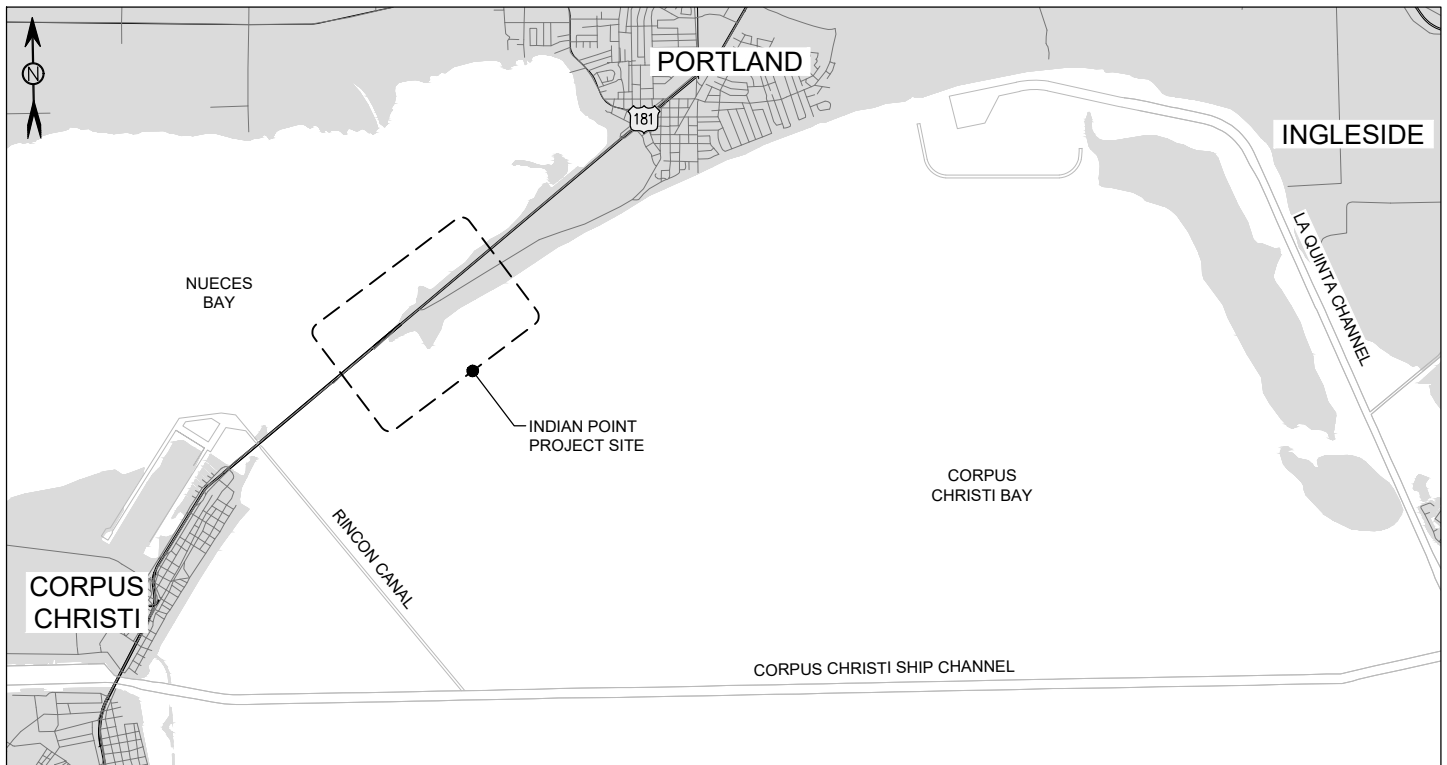 N
PORTLAND
181
INGLESIDE
LA QUINTA CHANNEL
NUECES
BAY
INDIAN POINT
PROJECT SITE
CORPUS
CHRISTI BAY
RINCON CANAL
CORPUS
CHRISTI
CORPUS CHRISTI SHIP CHANNEL